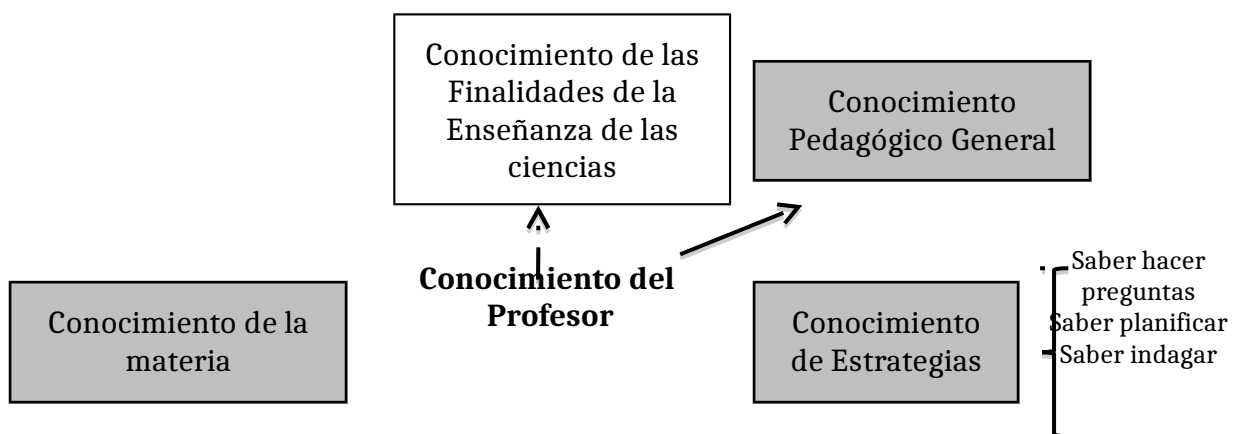 Conocimiento de las
Finalidades de la
Enseñanza de las
ciencias
Conocimiento
Pedagógico General
Conocimiento del
Profesor
Conocimiento de la
materia
Conocimiento
de Estrategias
Saber hacer
preguntas
Saber planificar
Saber indagar